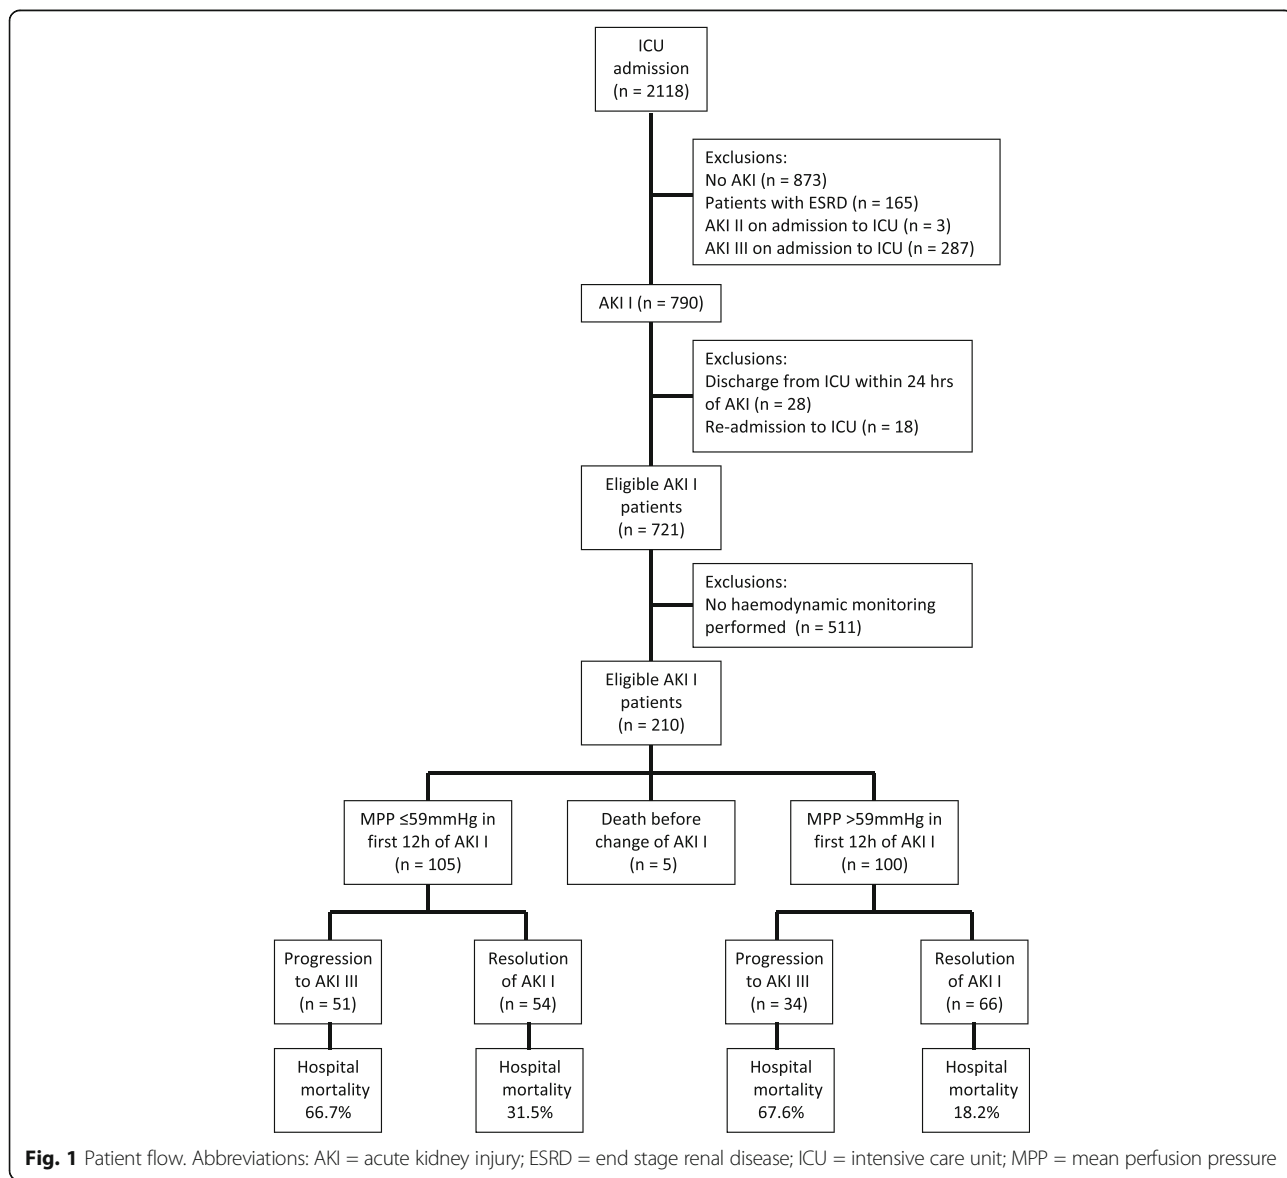 ICU
admission
(n = 2118)
Exclusions:
No AKI (n = 873)
Patients with ESRD (n = 165)
AKI II on admission to ICU (n = 3)
AKI III on admission to ICU (n = 287)
AKI I (n = 790)
Exclusions:
Discharge from ICU within 24 hrs
of AKI (n = 28)
Re-admission to ICU (n = 18)
Eligible AKI I
patients
(n = 721)
Exclusions:
No haemodynamic monitoring
performed (n = 511)
Eligible AKI I
patients
(n = 210)
MPP ≤59mmHg in
first 12h of AKI I
(n = 105)
Death before
change of AKI I
(n = 5)
MPP >59mmHg in
first 12h of AKI I
(n = 100)
Progression
to AKI III
(n = 51)
Resolution
of AKI I
(n = 54)
Progression
to AKI III
(n = 34)
Resolution
of AKI I
(n = 66)
Hospital
mortality
66.7%
Hospital
mortality
31.5%
Hospital
mortality
67.6%
Hospital
mortality
18.2%
Fig. 1 Patient flow. Abbreviations: AKI = acute kidney injury; ESRD = end stage renal disease; ICU = intensive care unit; MPP = mean perfusion pressure